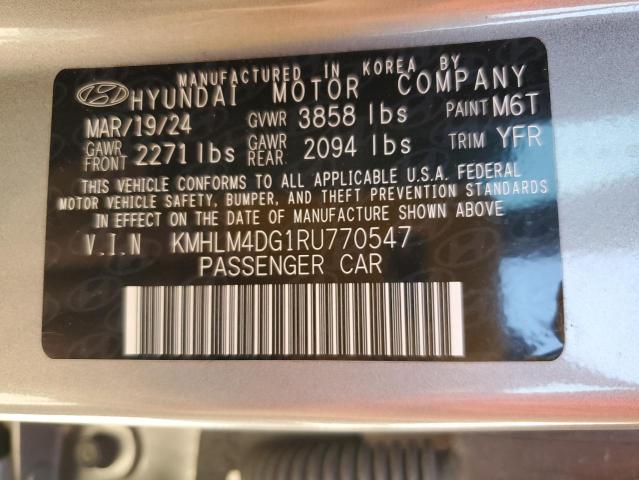 MANUFACTURED IN KOREA BY
HYUNDAI MOTOR COMPANY
MAR/19/24 GVWR 3858 lbs PAINT M6T
GAWR FRONT 2271 lbs GAWR REAR 2094 lbs TRIM YFR
THIS VEHICLE CONFORMS TO ALL APPLICABLE U.S.A. FEDERAL
MOTOR VEHICLE SAFETY, BUMPER, AND THEFT PREVENTION STANDARDS
IN EFFECT ON THE DATE OF MANUFACTURE SHOWN ABOVE.
V.I.N KMHLM4DG1RU770547
PASSENGER CAR